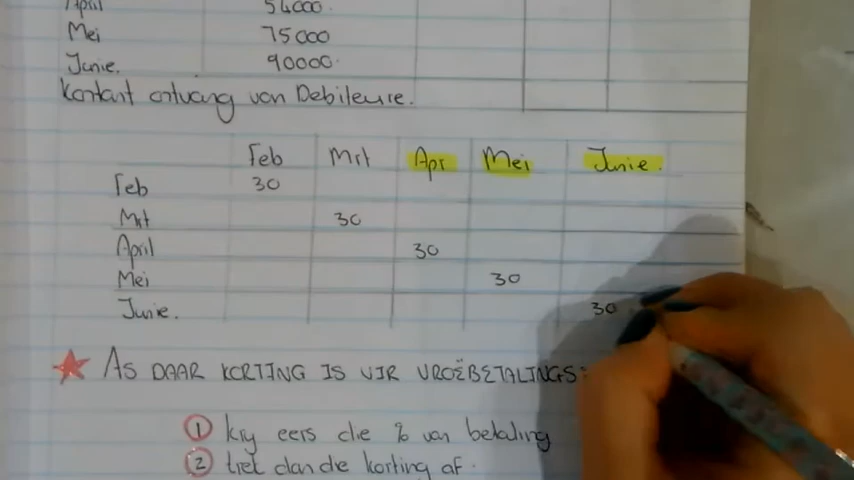 April 54000
Mei 75000
Junie. 90000.
Kontant ontvang van Debiteure.
Feb Mrt Apr Mei Junie.
Feb 30
Mrt 30
April 30
Mei 30
Junie. 30
AS DAAR KORTING IS VIR VROËBETALINGS:
1 kry eers die % van betaling
2 trek dan die korting af.